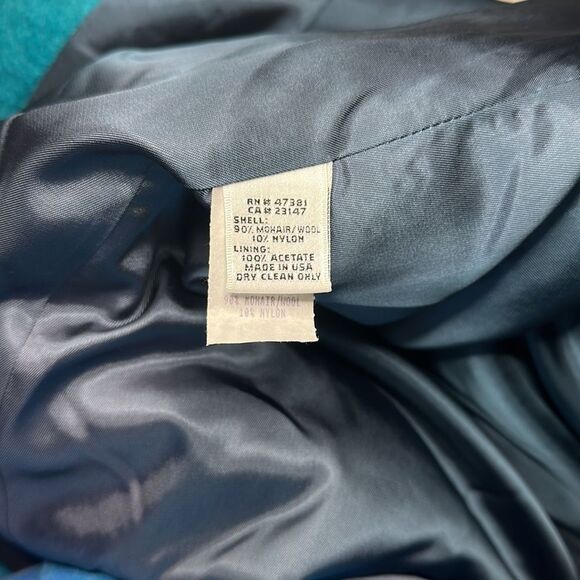 RN # 47381
CA # 23147
SHELL:
90% MOHAIR/WOOL
10% NYLON
LINING:
100% ACETATE
MADE IN USA
DRY CLEAN ONLY
90% MOHAIR/WOOL
10% NYLON